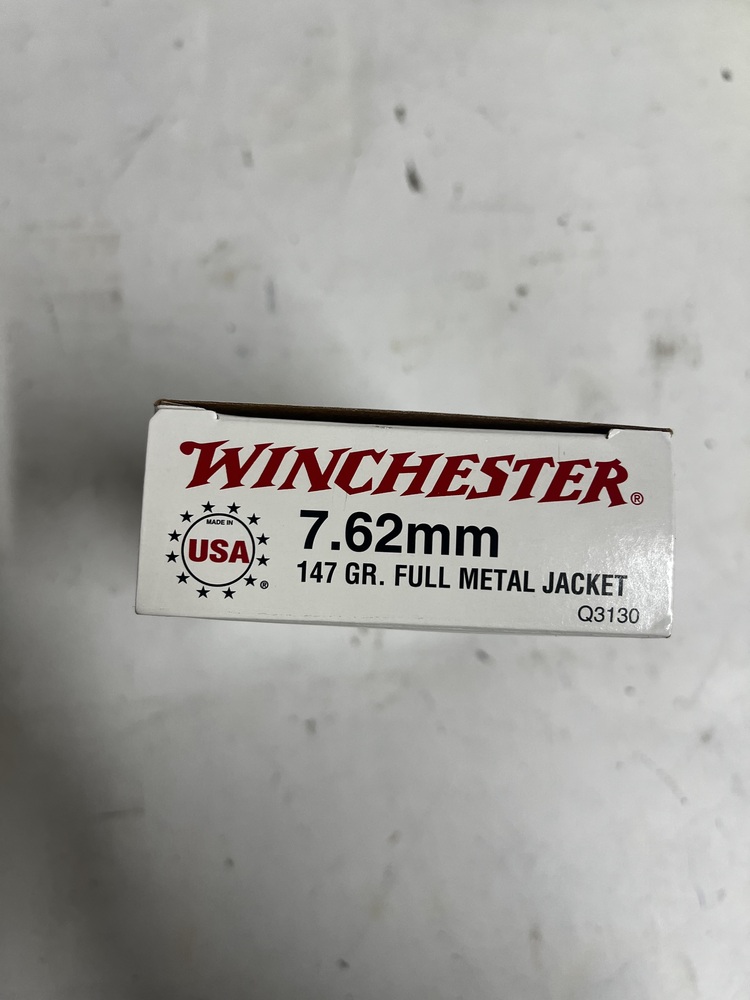 WINCHESTER®
MADE IN
USA
®
7.62mm
147 GR. FULL METAL JACKET
Q3130